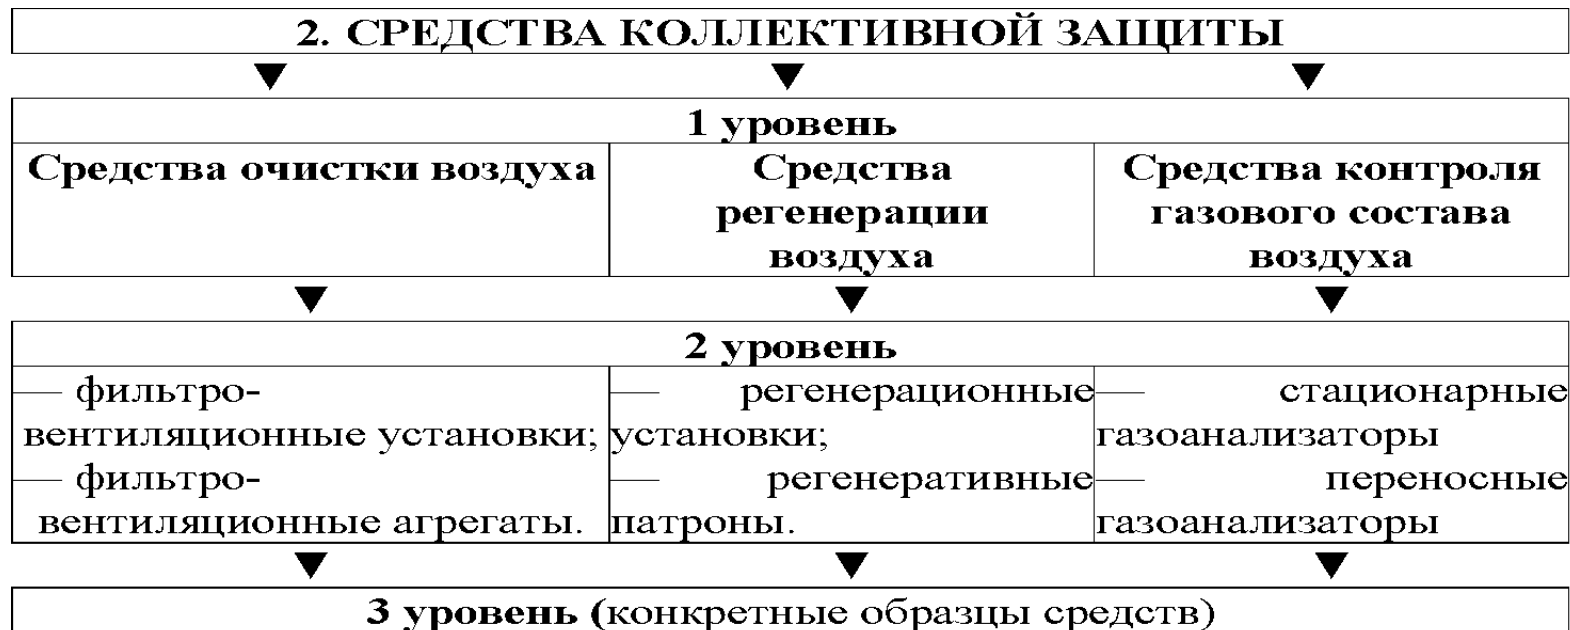 2. СРЕДСТВА КОЛЛЕКТИВНОЙ ЗАЩИТЫ
1 уровень
Средства очистки воздуха
Средства
регенерации
воздуха
Средства контроля
газового состава
воздуха
2 уровень
— фильтро-
вентиляционные установки;
— фильтро-
вентиляционные агрегаты.
— регенерационные
установки;
— регенеративные
патроны.
— стационарные
газоанализаторы
— переносные
газоанализаторы
3 уровень (конкретные образцы средств)